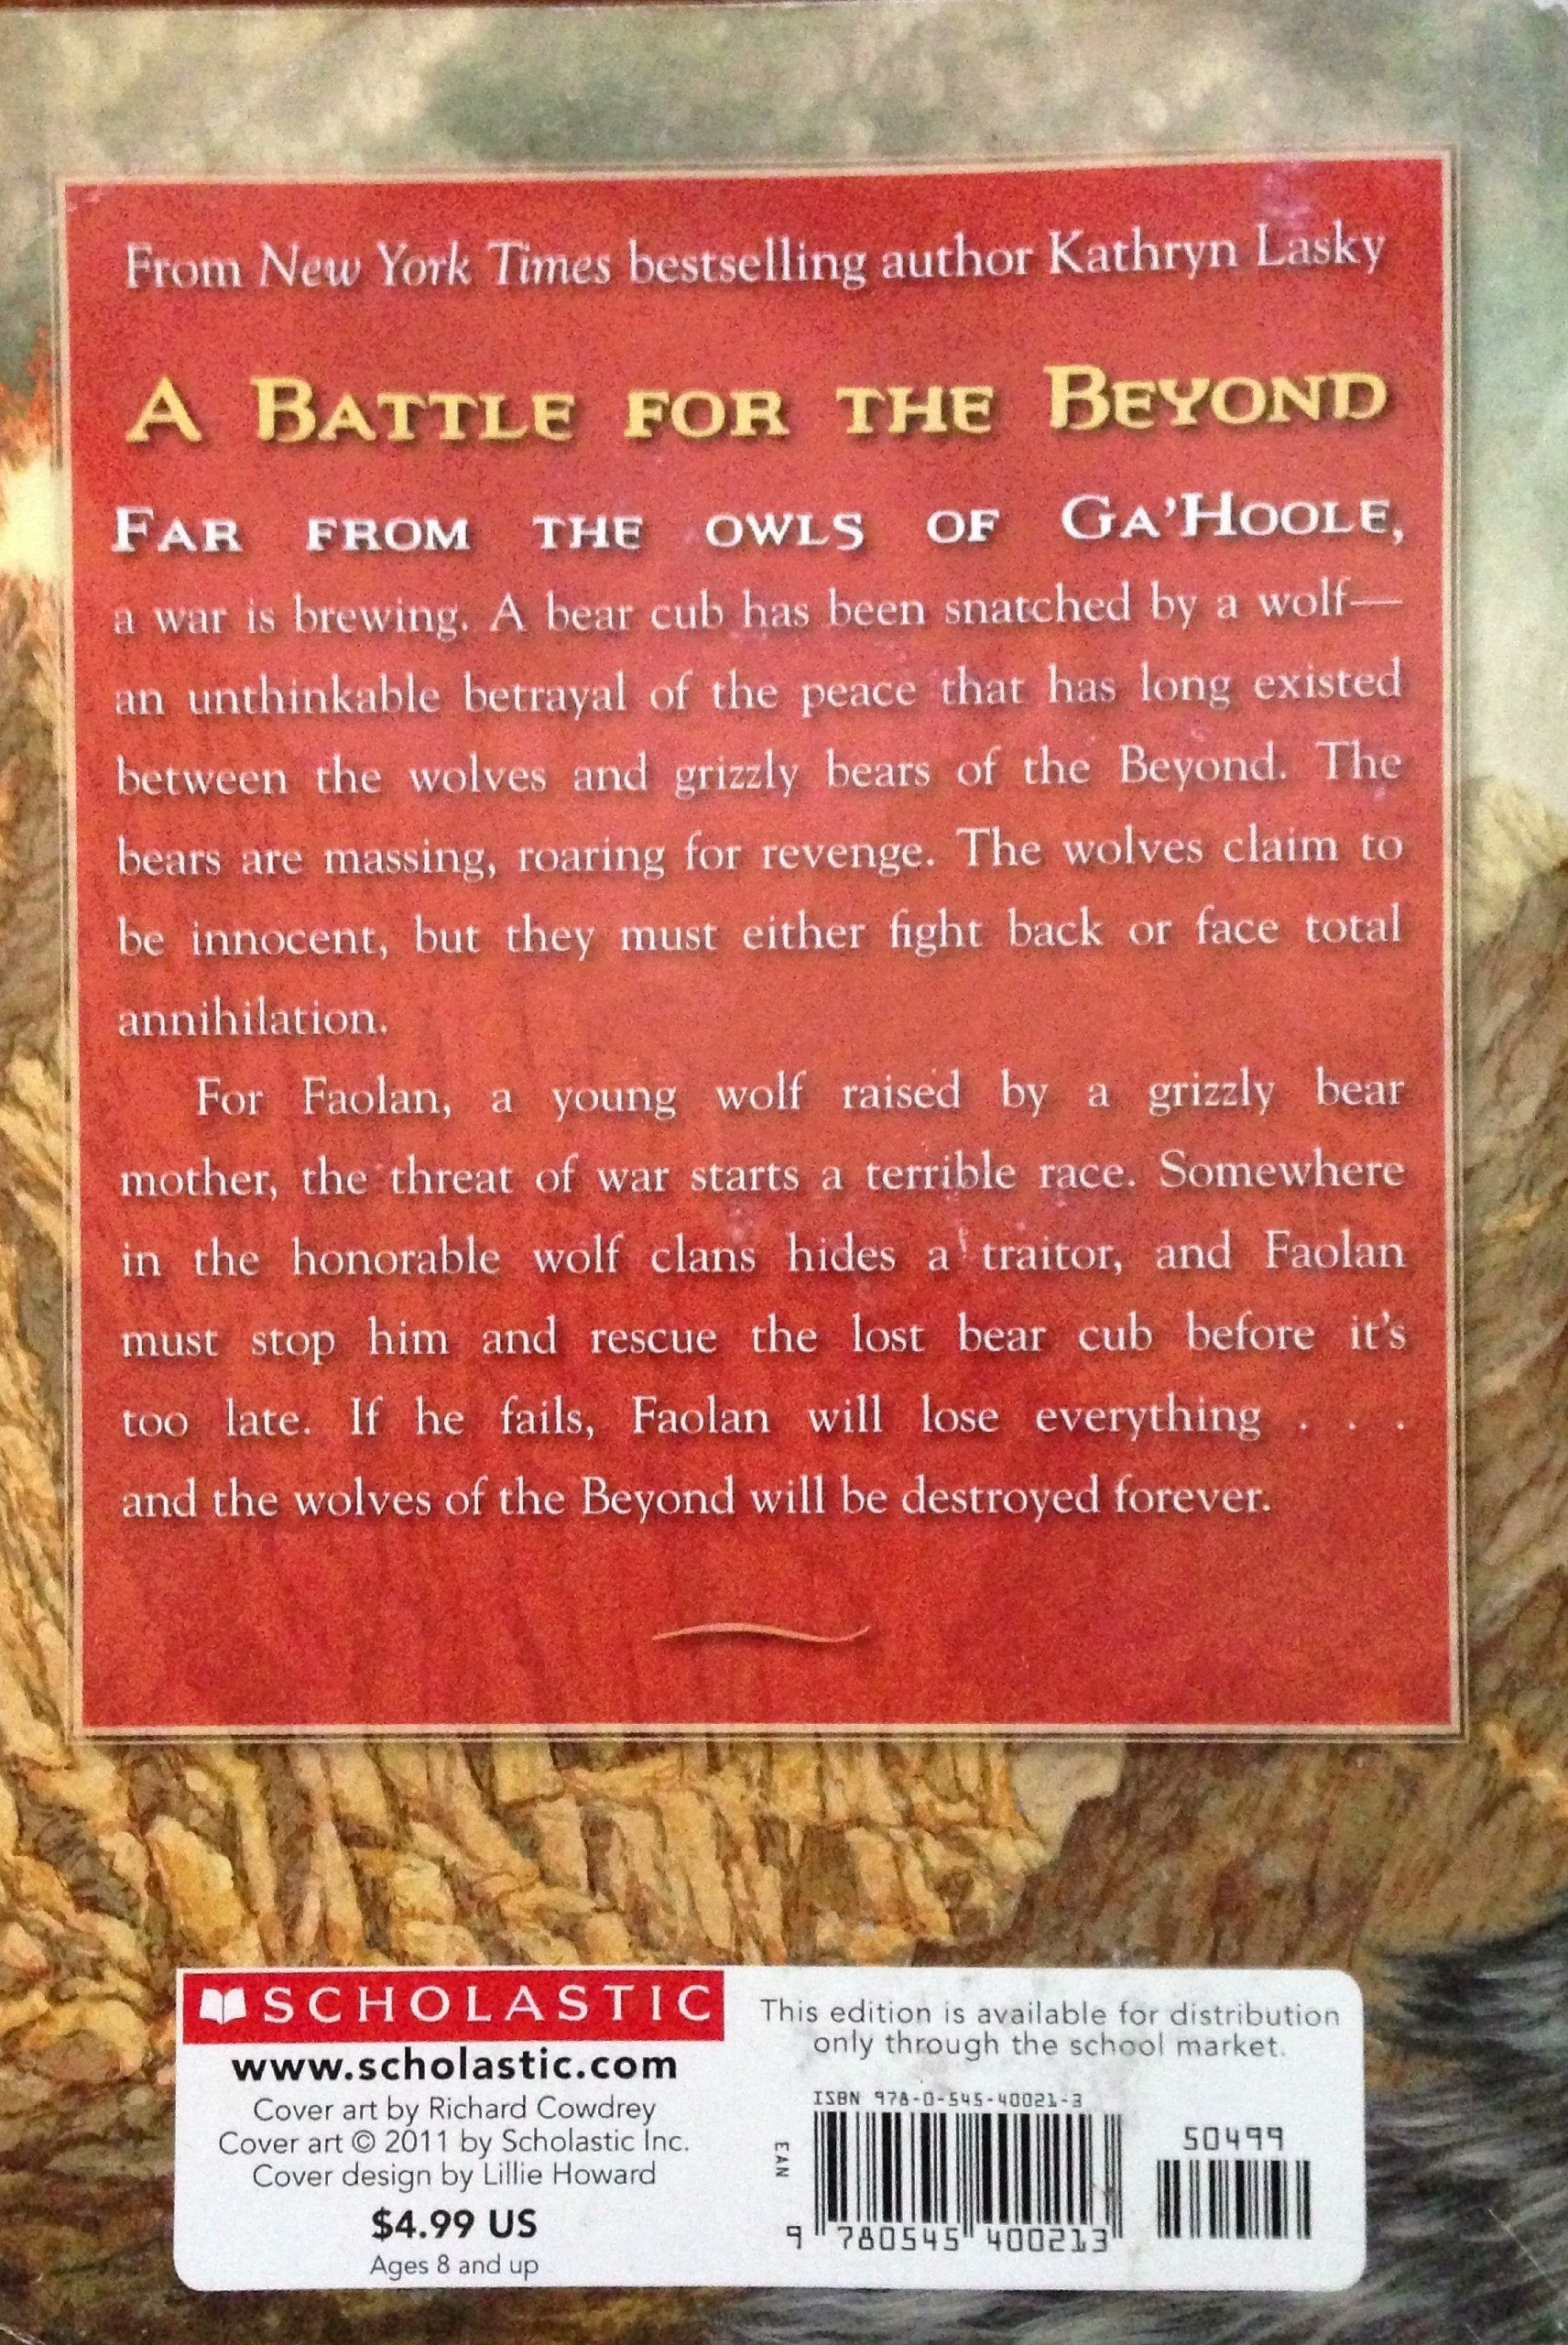 From New York Times bestselling author Kathryn Lasky
A BATTLE FOR THE BEYOND
FAR FROM THE OWLS OF GA'HOOLE,
a war is brewing. A bear cub has been snatched by a wolf—
an unthinkable betrayal of the peace that has long existed
between the wolves and grizzly bears of the Beyond. The
bears are massing, roaring for revenge. The wolves claim to
be innocent, but they must either fight back or face total
annihilation.
For Faolan, a young wolf raised by a grizzly bear
mother, the threat of war starts a terrible race. Somewhere
in the honorable wolf clans hides a traitor, and Faolan
must stop him and rescue the lost bear cub before it's
too late. If he fails, Faolan will lose everything . . .
and the wolves of the Beyond will be destroyed forever.
SCHOLASTIC
www.scholastic.com
Cover art by Richard Cowdrey
Cover art © 2011 by Scholastic Inc.
Cover design by Lillie Howard
$4.99 US
Ages 8 and up
This edition is available for distribution
only through the school market.
ISBN 978-0-545-40021-3
50499
EAN
9 780545 400213